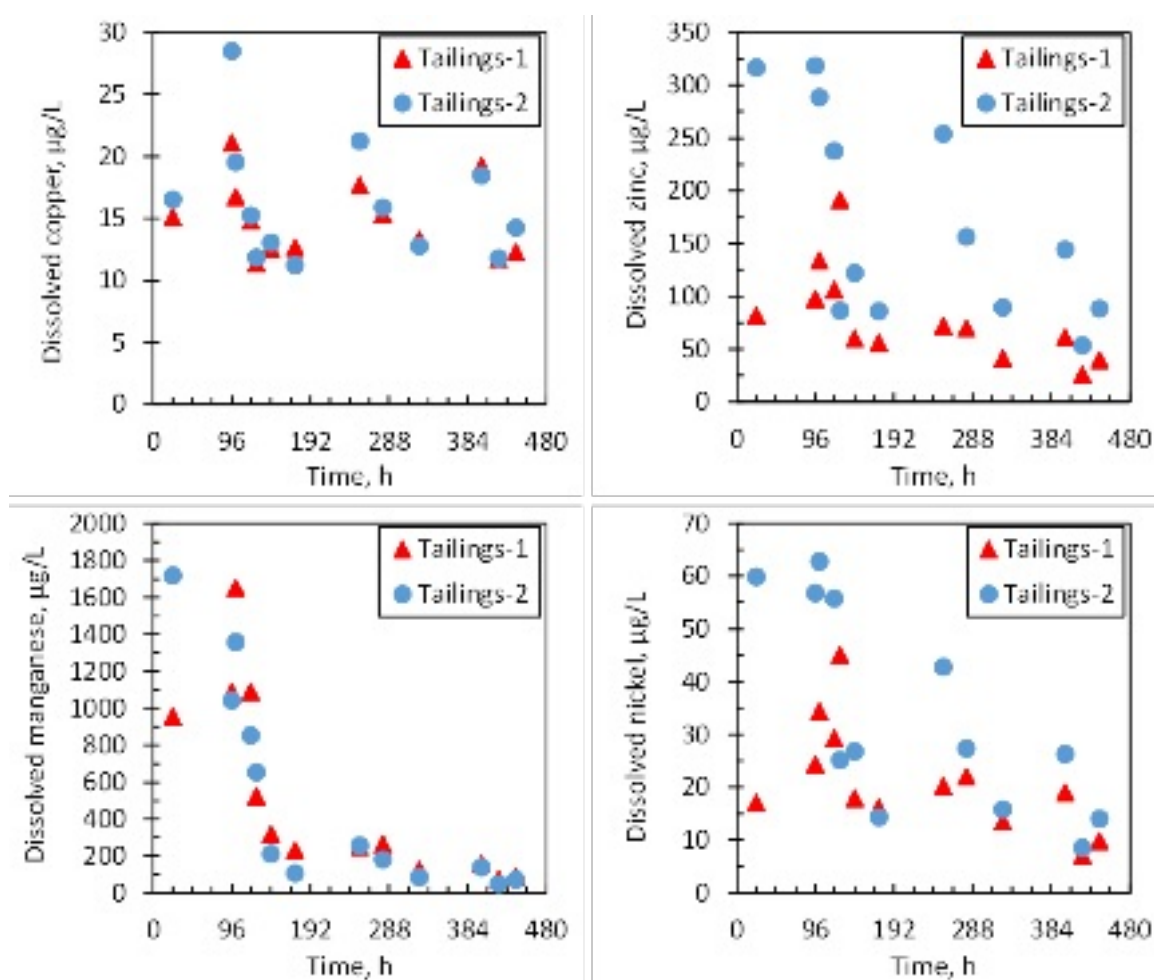 Dissolved copper, µg/L
30
25
20
15
10
5
0
0 96 192 288 384 480
Time, h
Tailings-1
Tailings-2
Dissolved zinc, µg/L
350
300
250
200
150
100
50
0
0 96 192 288 384 480
Time, h
Tailings-1
Tailings-2
Dissolved manganese, µg/L
2000
1800
1600
1400
1200
1000
800
600
400
200
0
0 96 192 288 384 480
Time, h
Tailings-1
Tailings-2
Dissolved nickel, µg/L
70
60
50
40
30
20
10
0
0 96 192 288 384 480
Time, h
Tailings-1
Tailings-2